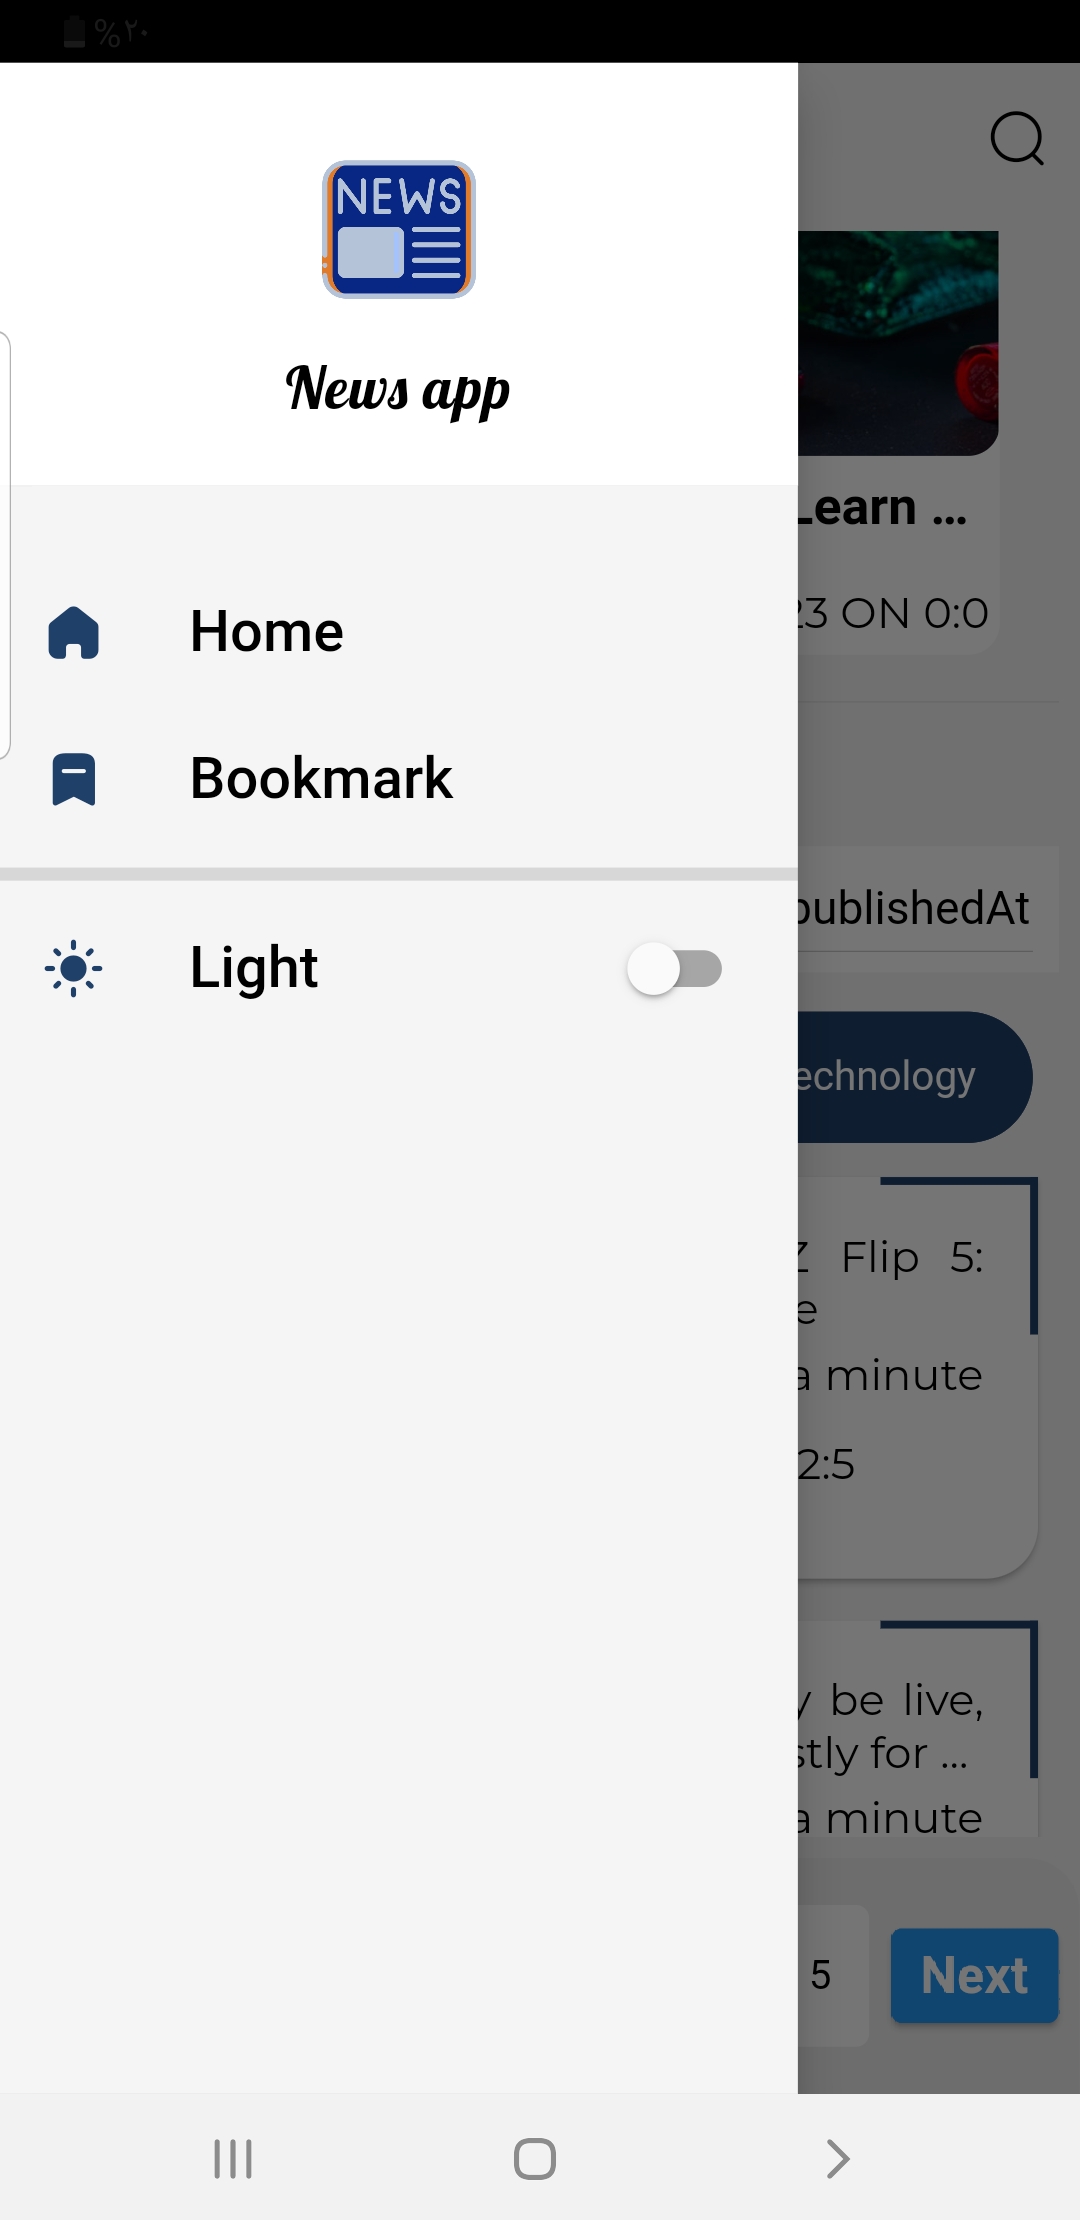 %٢٠
NEWS
News app
Home
Bookmark
Light
Learn ...
23 ON 0:0
publishedAt
echnology
Z Flip 5:
e
a minute
2:5
y be live,
stly for ...
a minute
5
Next